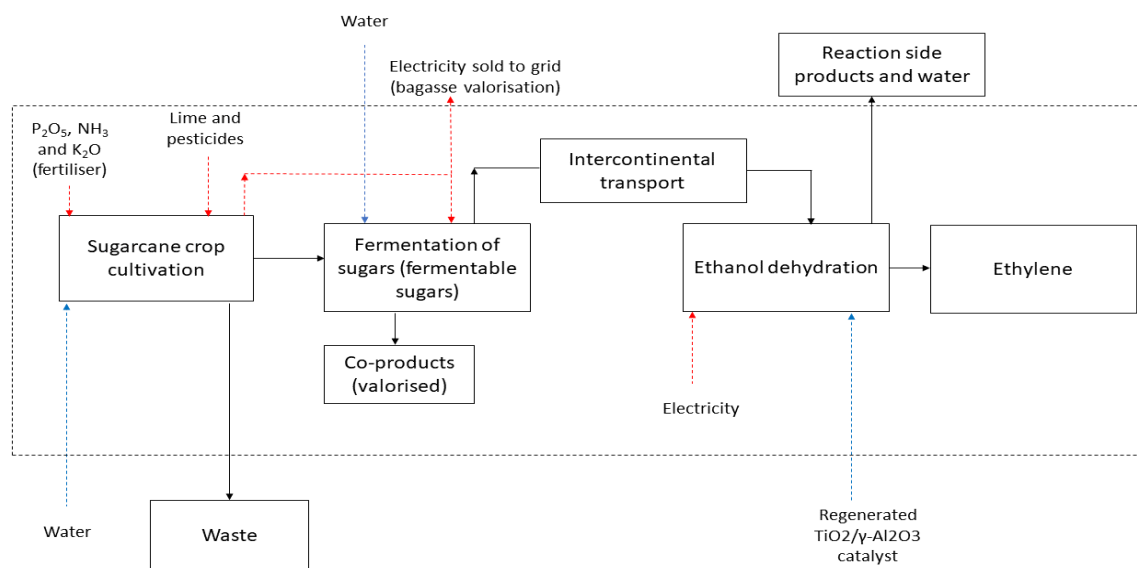 Water
Electricity sold to grid
(bagasse valorisation)
Reaction side
products and water
P₂O₅, NH₃
and K₂O
(fertiliser)
Lime and
pesticides
Intercontinental
transport
Sugarcane crop
cultivation
Fermentation of
sugars (fermentable
sugars)
Ethanol dehydration
Ethylene
Co-products
(valorised)
Electricity
Water
Waste
Regenerated
TiO2/γ-Al2O3
catalyst